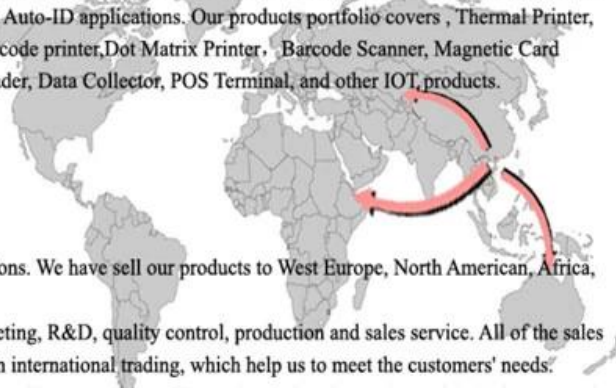 Auto-ID applications. Our products portfolio covers , Thermal Printer,
code printer,Dot Matrix Printer，Barcode Scanner, Magnetic Card
der, Data Collector, POS Terminal, and other IOT products.
ons. We have sell our products to West Europe, North American, Africa,
eting, R&D, quality control, production and sales service. All of the sales
n international trading, which help us to meet the customers' needs.